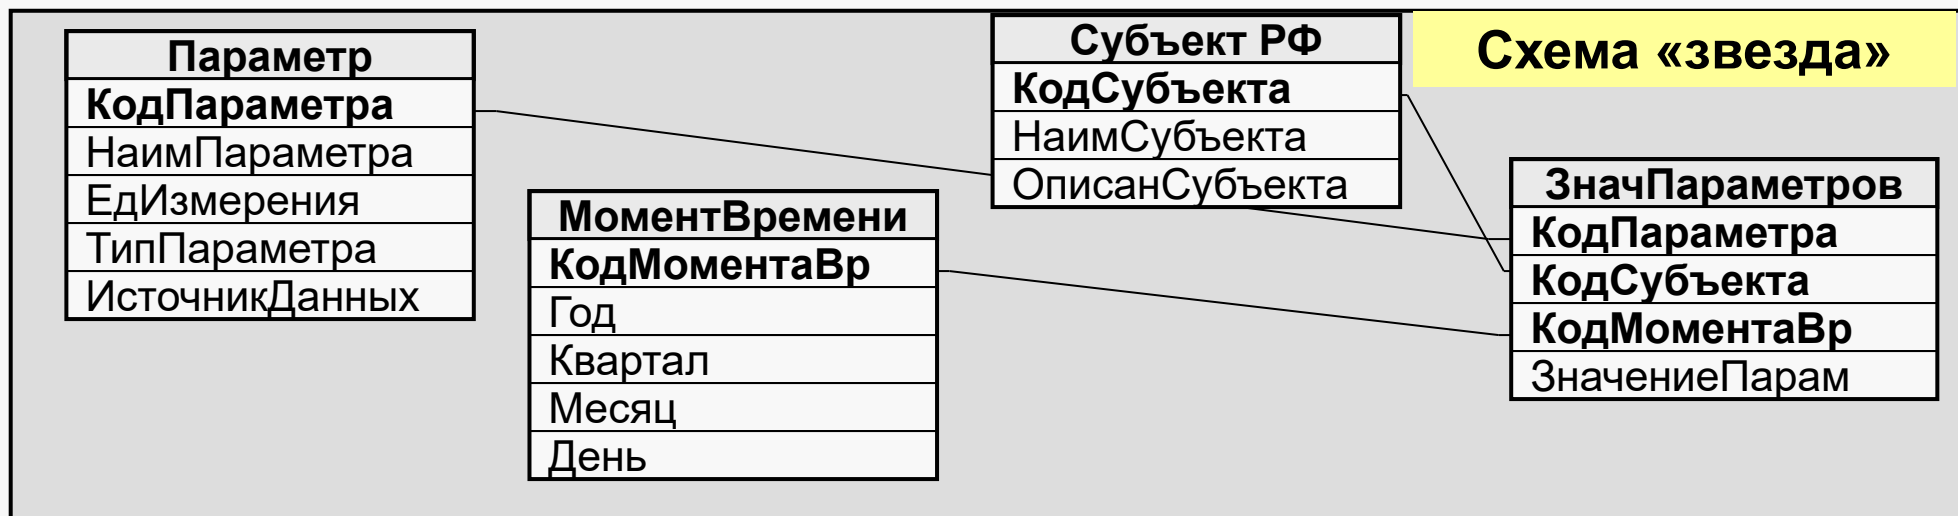 Схема «звезда»
Параметр
КодПараметра
НаимПараметра
ЕдИзмерения
ТипПараметра
ИсточникДанных
МоментВремени
КодМоментаВр
Год
Квартал
Месяц
День
Субъект РФ
КодСубъекта
НаимСубъекта
ОписанСубъекта
ЗначПараметров
КодПараметра
КодСубъекта
КодМоментаВр
ЗначениеПарам